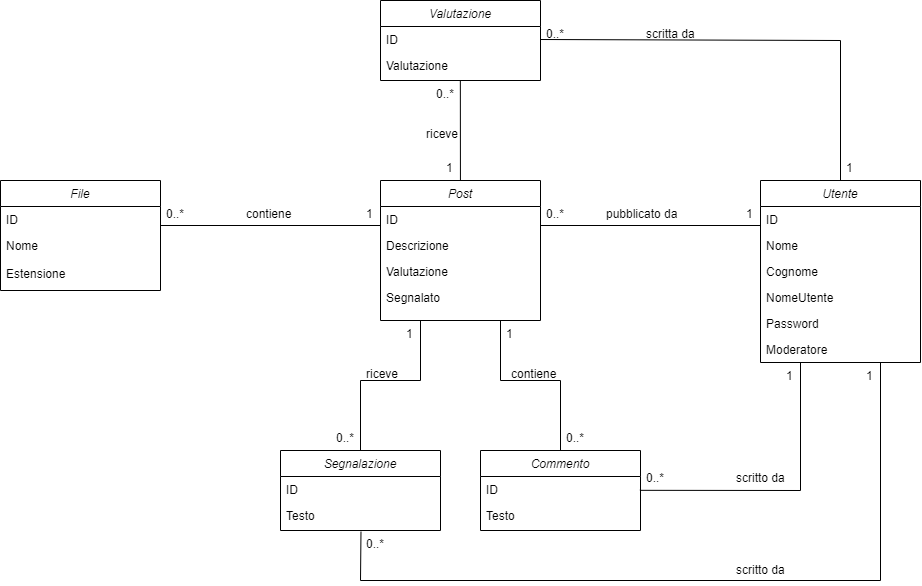 Valutazione
ID
Valutazione
0..*
scritta da
1
0..*
riceve
1
File
ID
Nome
Estensione
0..*
contiene
1
Post
ID
Descrizione
Valutazione
Segnalato
0..*
pubblicato da
1
Utente
ID
Nome
Cognome
NomeUtente
Password
Moderatore
1
riceve
0..*
1
contiene
0..*
1
1
Segnalazione
ID
Testo
0..*
Commento
ID
Testo
0..*
scritto da
scritto da